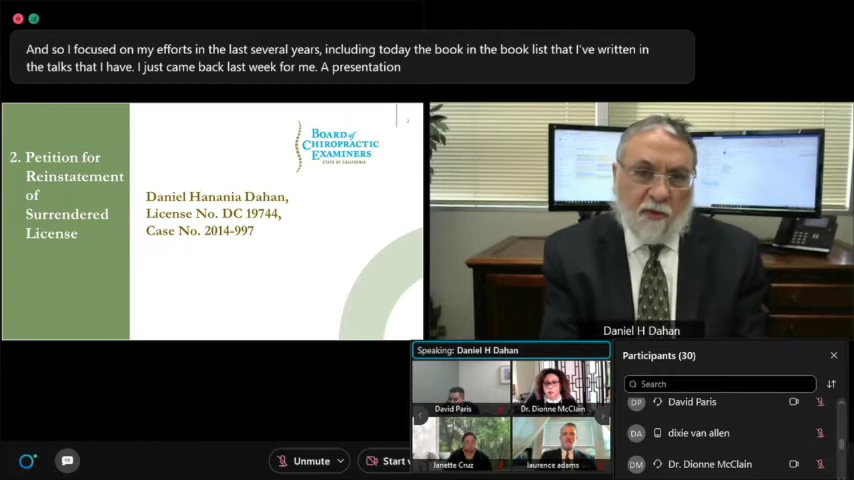 And so I focused on my efforts in the last several years, including today the book in the book list that I've written in
the talks that I have. I just came back last week for me. A presentation
2. Petition for
Reinstatement
of
Surrendered
License
2
BOARD of
CHIROPRACTIC
EXAMINERS
STATE OF CALIFORNIA
Daniel Hanania Dahan,
License No. DC 19744,
Case No. 2014-997
Daniel H Dahan
Speaking: Daniel H Dahan
David Paris
Dr. Dionne McClain
Janette Cruz
laurence adams
Participants (30)
Search
DP David Paris
DA dixie van allen
DM Dr. Dionne McClain
Unmute
Start v